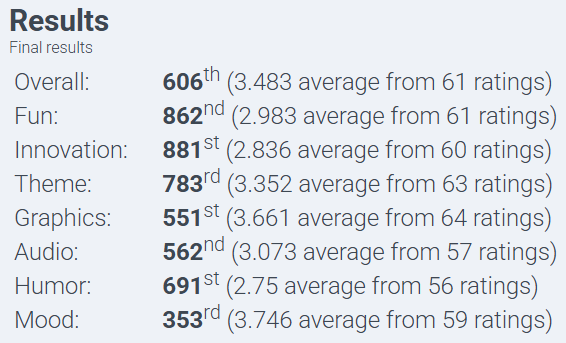 Results
Final results
Overall: 606th (3.483 average from 61 ratings)
Fun: 862nd (2.983 average from 61 ratings)
Innovation: 881st (2.836 average from 60 ratings)
Theme: 783rd (3.352 average from 63 ratings)
Graphics: 551st (3.661 average from 64 ratings)
Audio: 562nd (3.073 average from 57 ratings)
Humor: 691st (2.75 average from 56 ratings)
Mood: 353rd (3.746 average from 59 ratings)